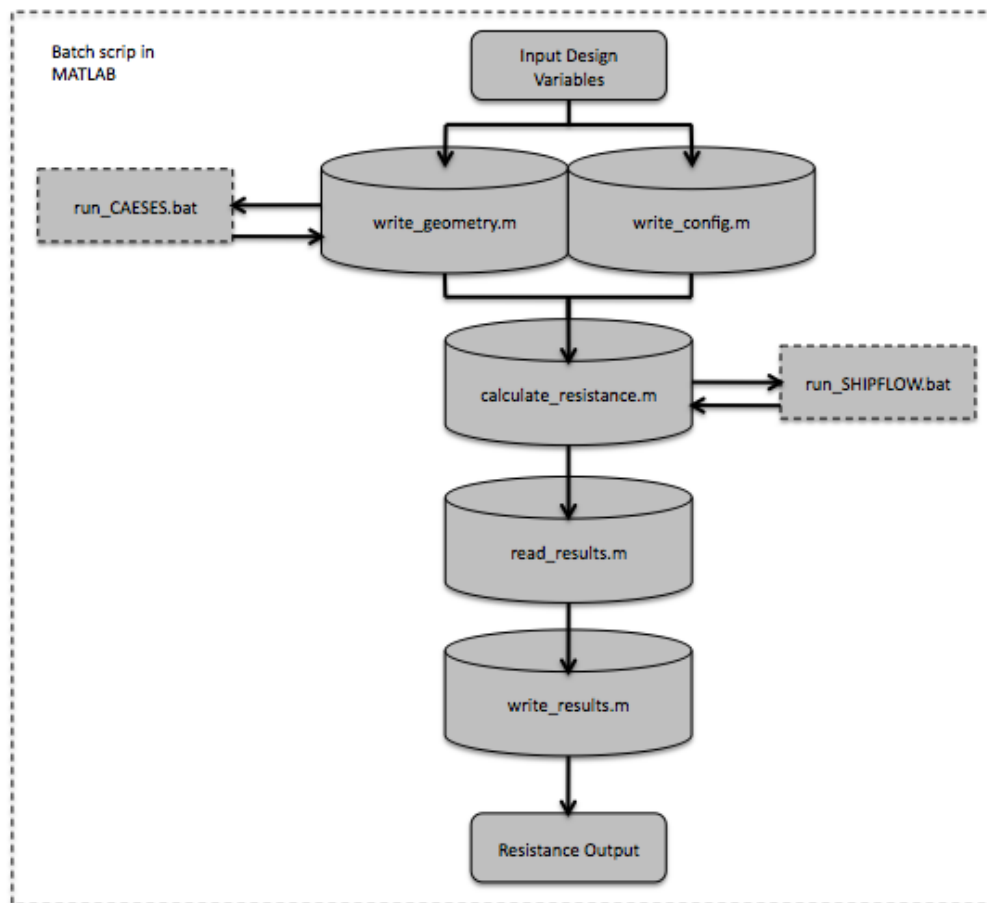 Batch scrip in
MATLAB
Input Design
Variables
run_CAESES.bat
write_geometry.m
write_config.m
calculate_resistance.m
run_SHIPFLOW.bat
read_results.m
write_results.m
Resistance Output